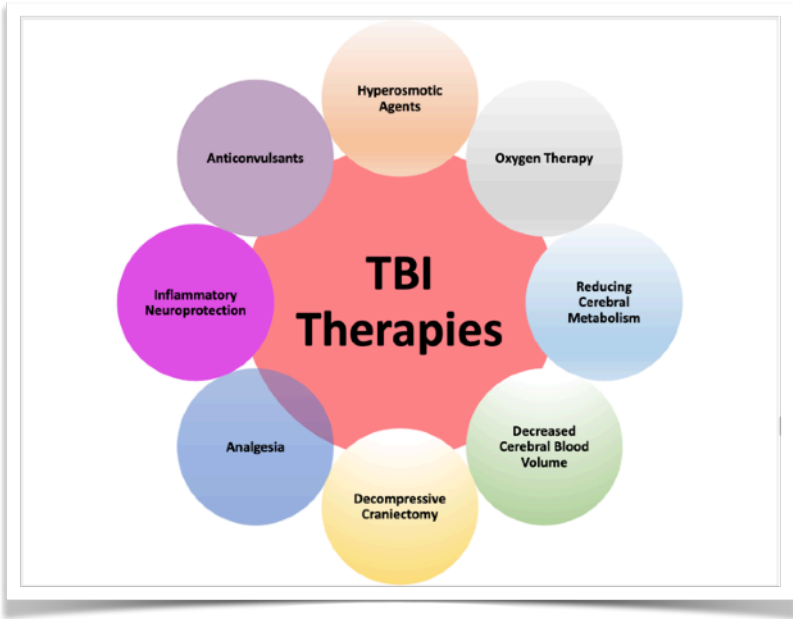 TBI
Therapies
Hyperosmotic
Agents
Oxygen Therapy
Reducing
Cerebral
Metabolism
Decreased
Cerebral Blood
Volume
Decompressive
Craniectomy
Analgesia
Inflammatory
Neuroprotection
Anticonvulsants